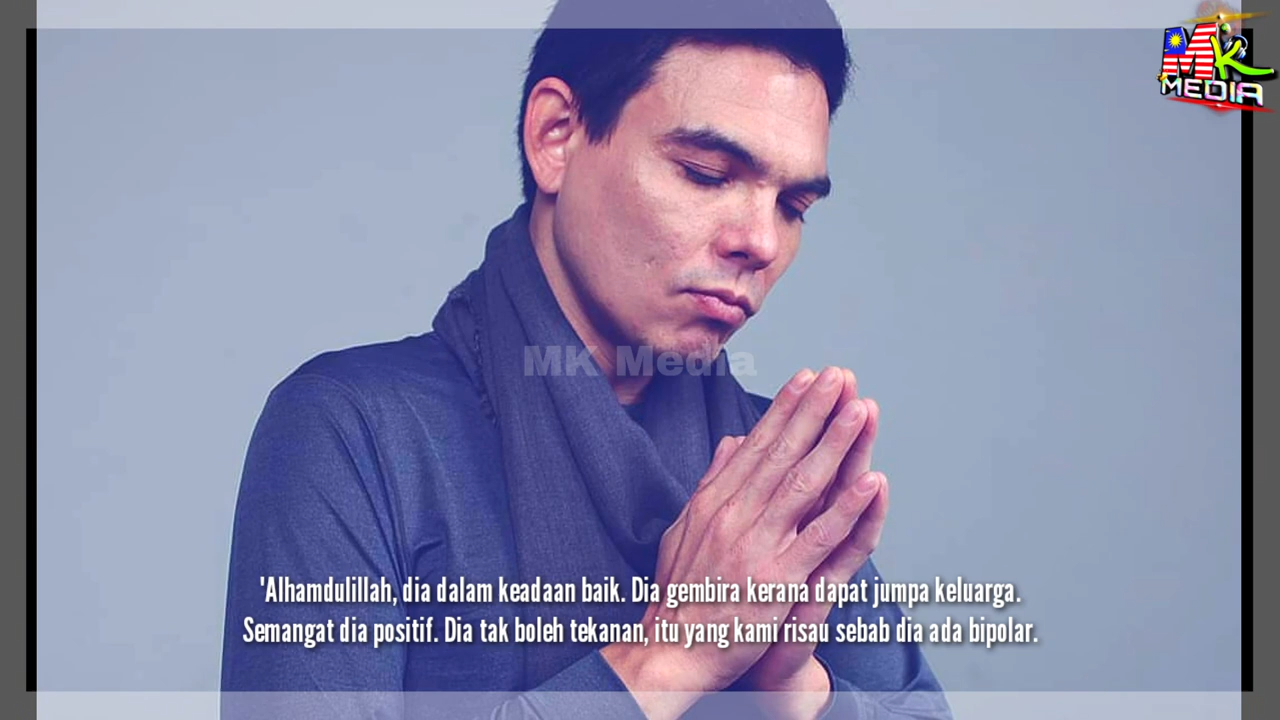 MK
MEDIA
MK Media
"Alhamdulillah, dia dalam keadaan baik. Dia gembira kerana dapat jumpa keluarga.
Semangat dia positif. Dia tak boleh tekanan, itu yang kami risau sebab dia ada bipolar.